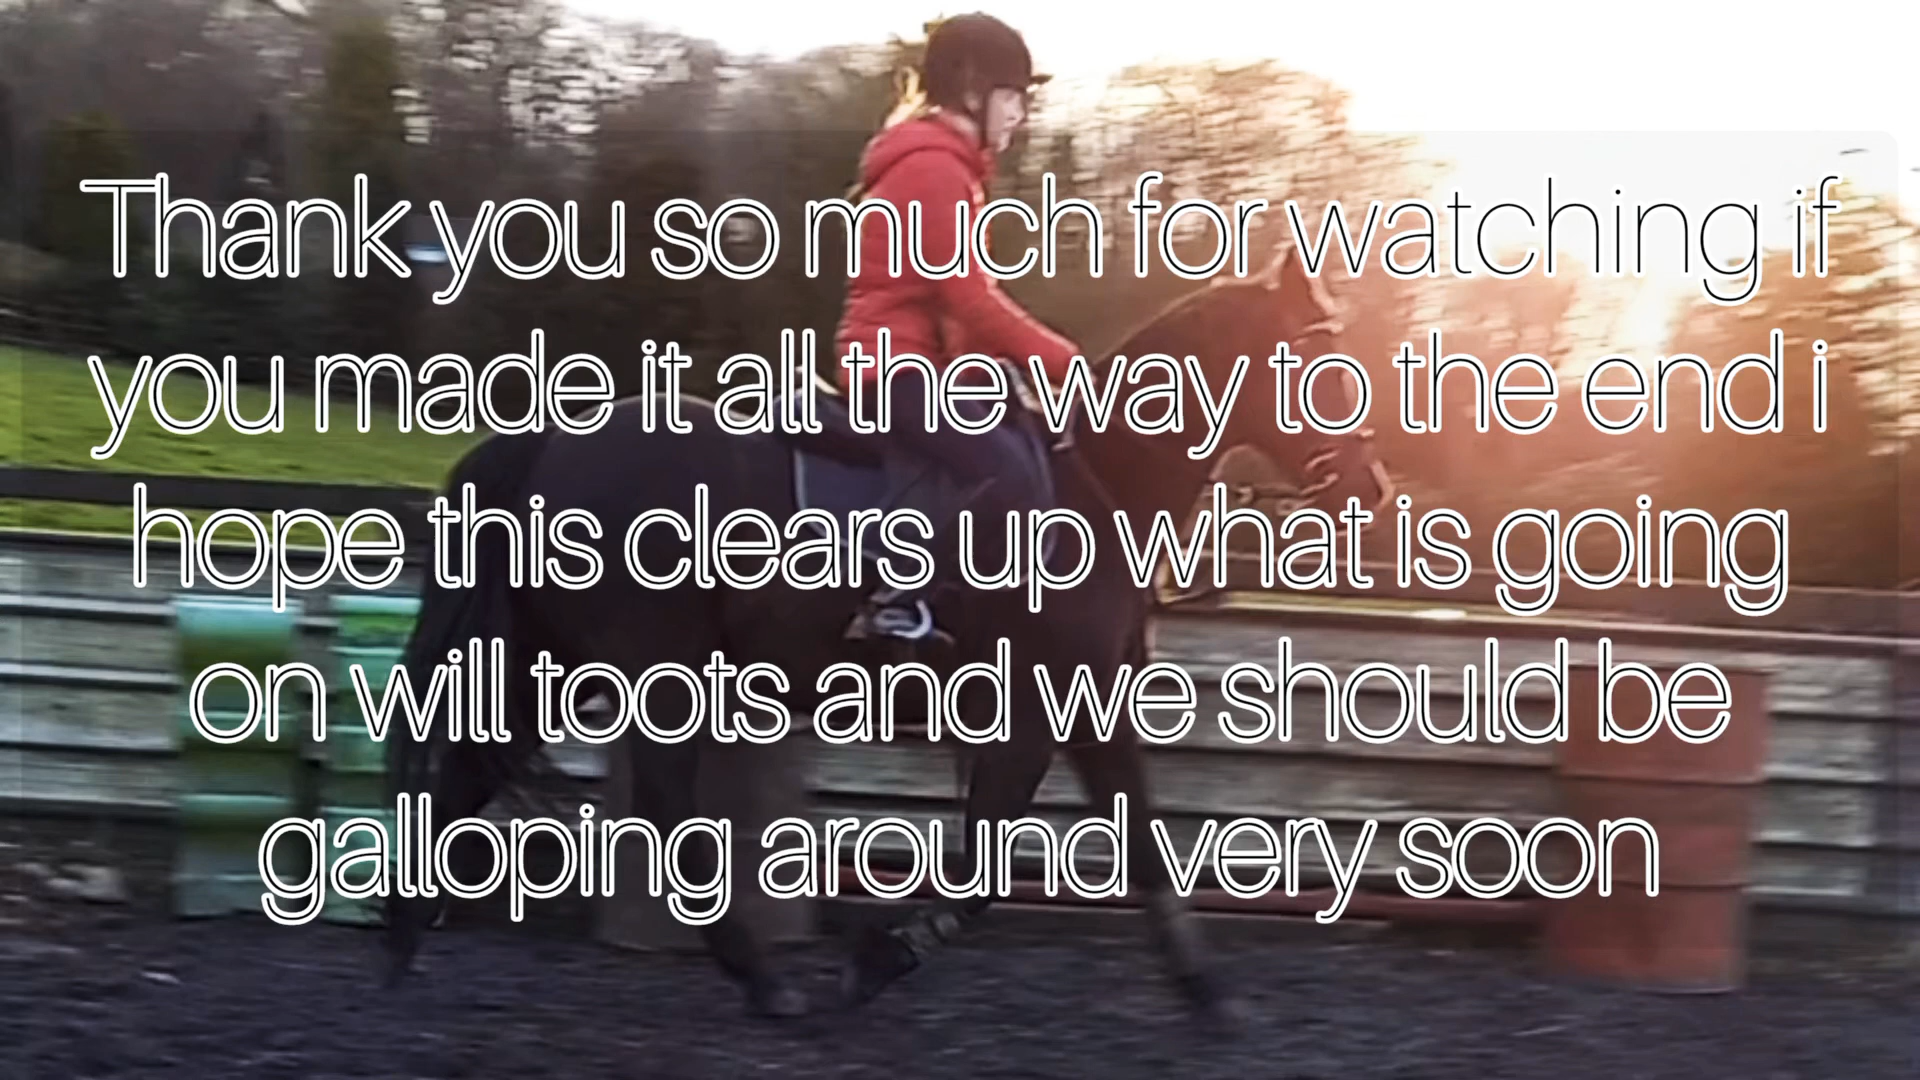 Thank you so much for watching if
you made it all the way to the end i
hope this clears up what is going
on will toots and we should be
galloping around very soon